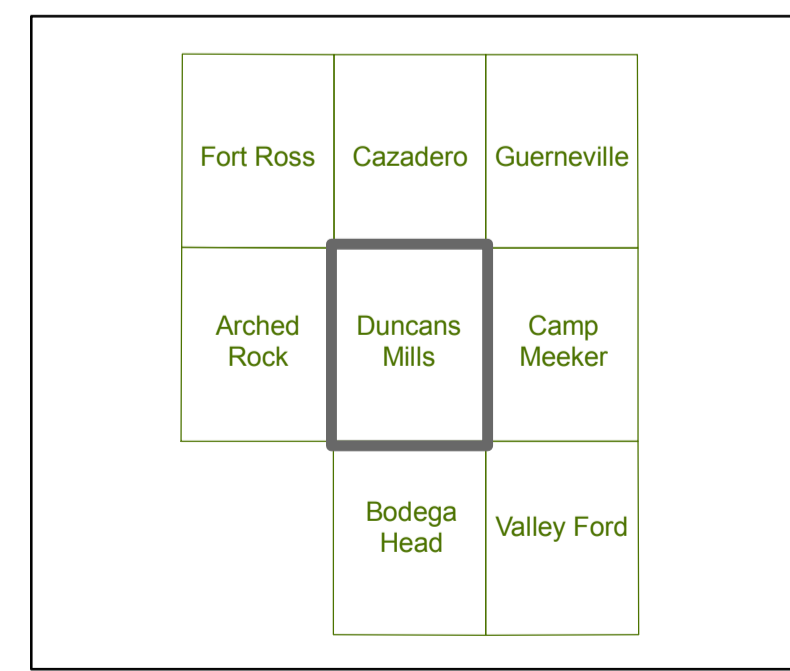 Fort Ross
Cazadero
Guerneville
Arched
Rock
Duncans
Mills
Camp
Meeker
Bodega
Head
Valley Ford